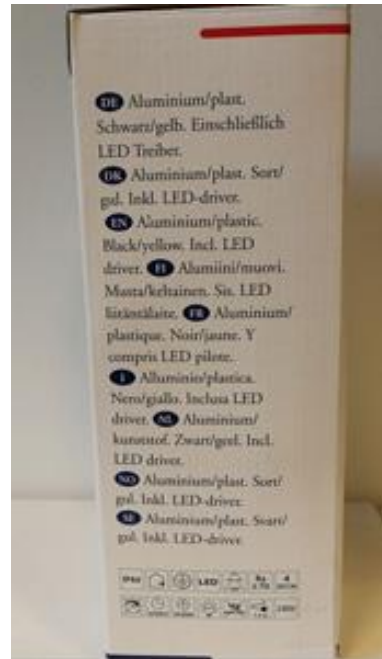 DE Aluminium/plast.
Schwarz/gelb. Einschließlich
LED Treiber.
DK Aluminium/plast. Sort/
gul. Inkl. LED-driver.
EN Aluminium/plastic.
Black/yellow. Incl. LED
driver. FI Alumiini/muovi.
Musta/keltainen. Sis. LED
liitäntälaite. FR Aluminium/
plastique. Noir/jaune. Y
compris LED pilote.
I Alluminio/plastica.
Nero/giallo. Inclusa LED
driver. NL Aluminium/
kunststof. Zwart/geel. Incl.
LED driver.
NO Aluminium/plast. Sort/
gul. Inkl. LED-driver.
SE Aluminium/plast. Svart/
gul. Inkl. LED-driver.
LED